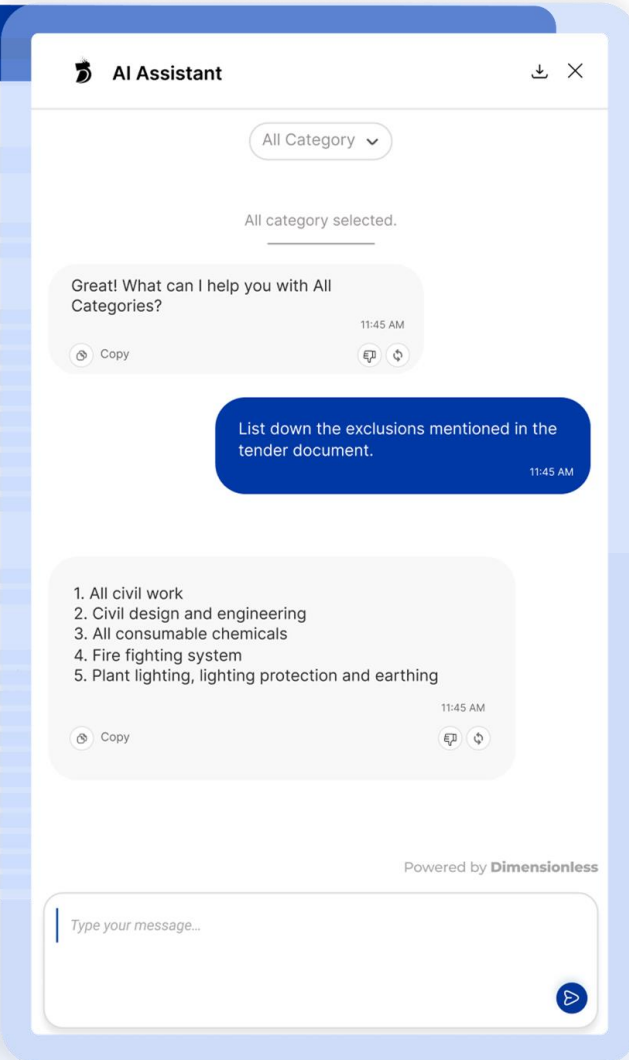 AI Assistant
All Category
All category selected.
Great! What can I help you with All
Categories?
11:45 AM
Copy
List down the exclusions mentioned in the
tender document.
11:45 AM
1. All civil work
2. Civil design and engineering
3. All consumable chemicals
4. Fire fighting system
5. Plant lighting, lighting protection and earthing
11:45 AM
Copy
Powered by Dimensionless
Type your message...